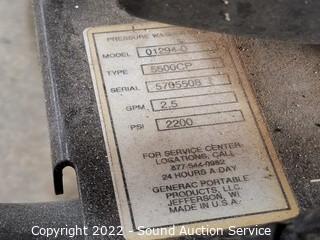 PRESSURE WA
MODEL 01294-0
TYPE 5500CP
SERIAL 5795508
GPM 2.5
PSI 2200
FOR SERVICE CENTER
LOCATIONS, CALL
877-544-0982
24 HOURS A DAY
GENERAC PORTABLE
PRODUCTS, LLC.
JEFFERSON, WI.
MADE IN U.S.A.
Copyright 2022 - Sound Auction Service